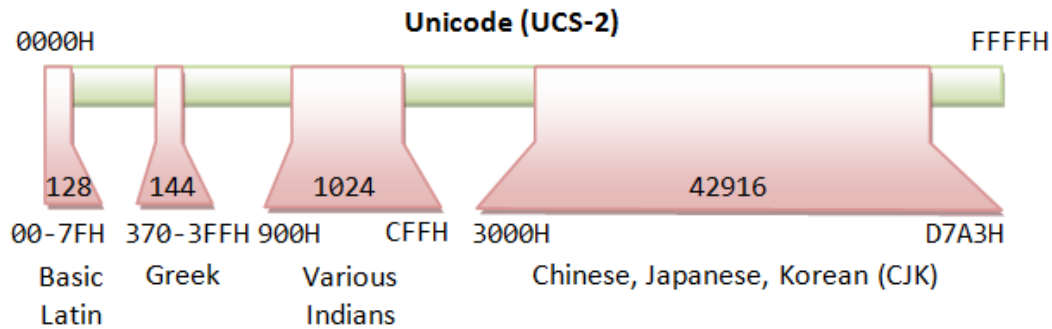 Unicode (UCS-2)
0000H FFFFH
128 144 1024 42916
00-7FH 370-3FFH 900H CFFH 3000H D7A3H
Basic Greek Various Chinese, Japanese, Korean (CJK)
Latin Indians